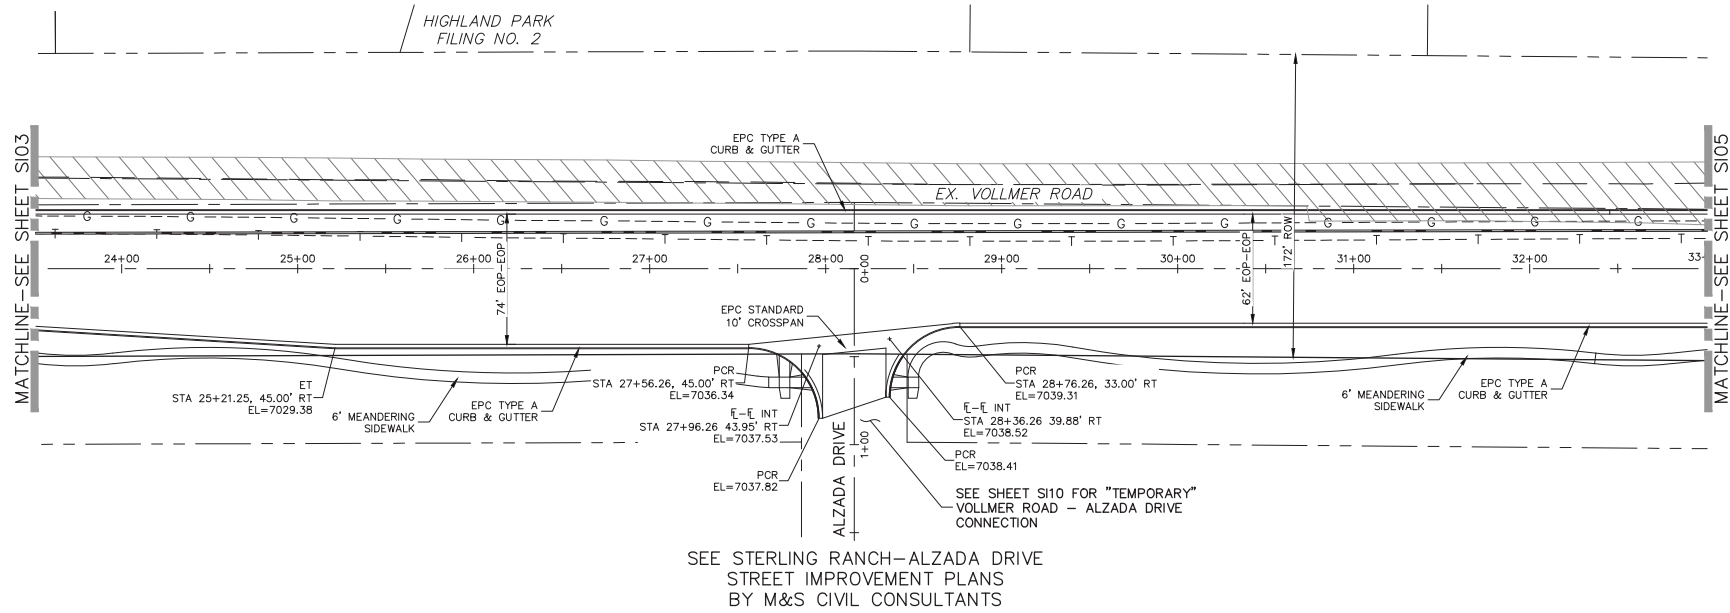 HIGHLAND PARK
FILING NO. 2
MATCHLINE-SEE SHEET SI03
MATCHLINE-SEE SHEET SI05
EPC TYPE A
CURB & GUTTER
EX. VOLLMER ROAD
G G G G G G G G G G G G G G G G
T T T T T T T T T T T T T T T T T
24+00 25+00 26+00 27+00 28+00 29+00 30+00 31+00 32+00 33-
0+00
74' EOP-EOP
62' EOP-EOP
172' ROW
EPC STANDARD
10' CROSSPAN
ET
STA 25+21.25, 45.00' RT
EL=7029.38
6' MEANDERING
SIDEWALK
EPC TYPE A
CURB & GUTTER
PCR
STA 27+56.26, 45.00' RT
EL=7036.34
FL-FL INT
STA 27+96.26 43.95' RT
EL=7037.53
PCR
EL=7037.82
ALZADA DRIVE
1+00
PCR
STA 28+76.26, 33.00' RT
EL=7039.31
FL-FL INT
STA 28+36.26 39.88' RT
EL=7038.52
PCR
EL=7038.41
6' MEANDERING
SIDEWALK
EPC TYPE A
CURB & GUTTER
SEE SHEET SI10 FOR "TEMPORARY"
VOLLMER ROAD - ALZADA DRIVE
CONNECTION
SEE STERLING RANCH-ALZADA DRIVE
STREET IMPROVEMENT PLANS
BY M&S CIVIL CONSULTANTS